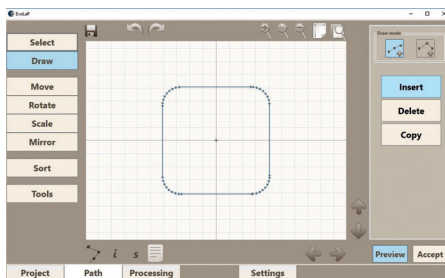 EvoLaP
Select
Draw
Move
Rotate
Scale
Mirror
Sort
Tools
Draw mode
Insert
Delete
Copy
i
s
Preview
Accept
Project
Path
Processing
Settings